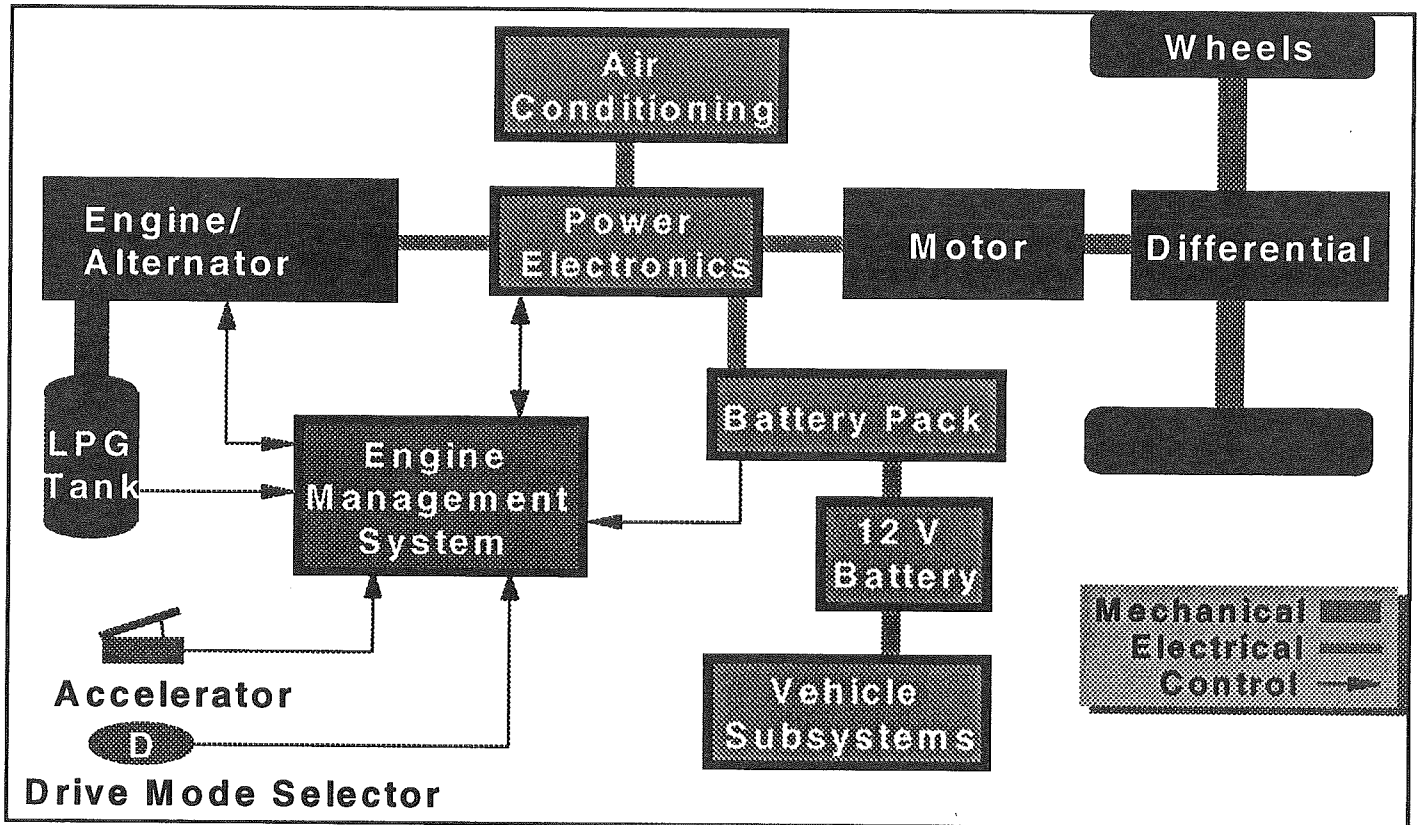 Air
Conditioning
Wheels
Engine/
Alternator
Power
Electronics
Motor
Differential
LPG
Tank
Battery Pack
Engine
Management
System
12 V
Battery
Mechanical
Electrical
Control
Accelerator
Vehicle
Subsystems
D
Drive Mode Selector